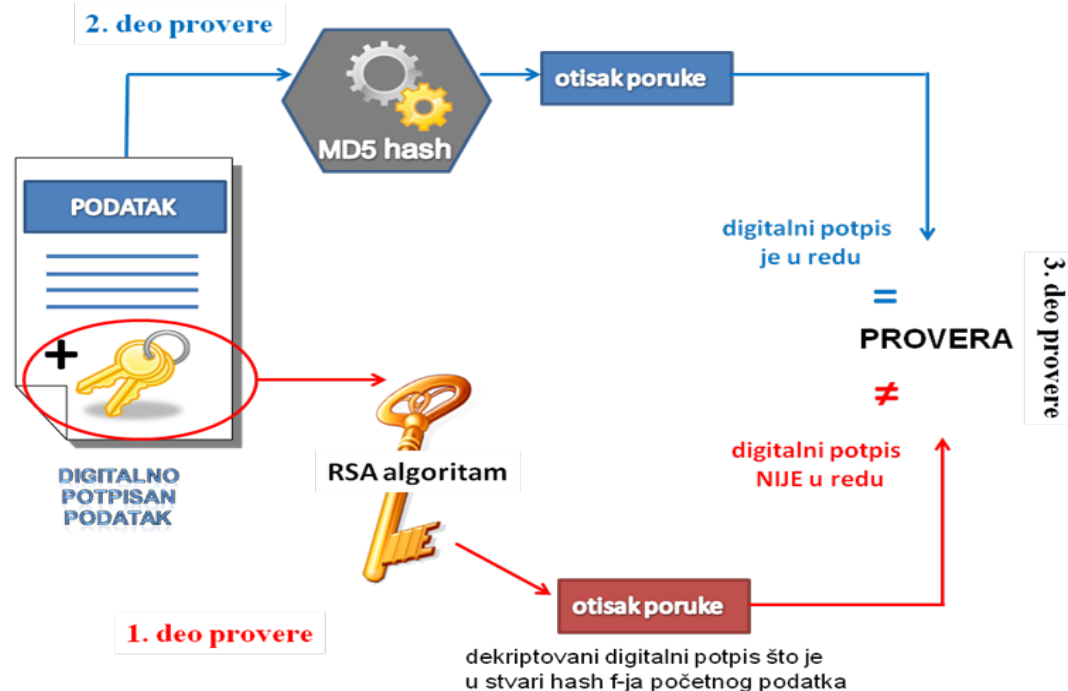 2. deo provere
MD5 hash
otisak poruke
PODATAK
+
DIGITALNO
POTPISAN
PODATAK
digitalni potpis
je u redu
=
PROVERA
≠
digitalni potpis
NIJE u redu
3. deo provere
RSA algoritam
1. deo provere
otisak poruke
dekriptovani digitalni potpis što je
u stvari hash f-ja početnog podatka